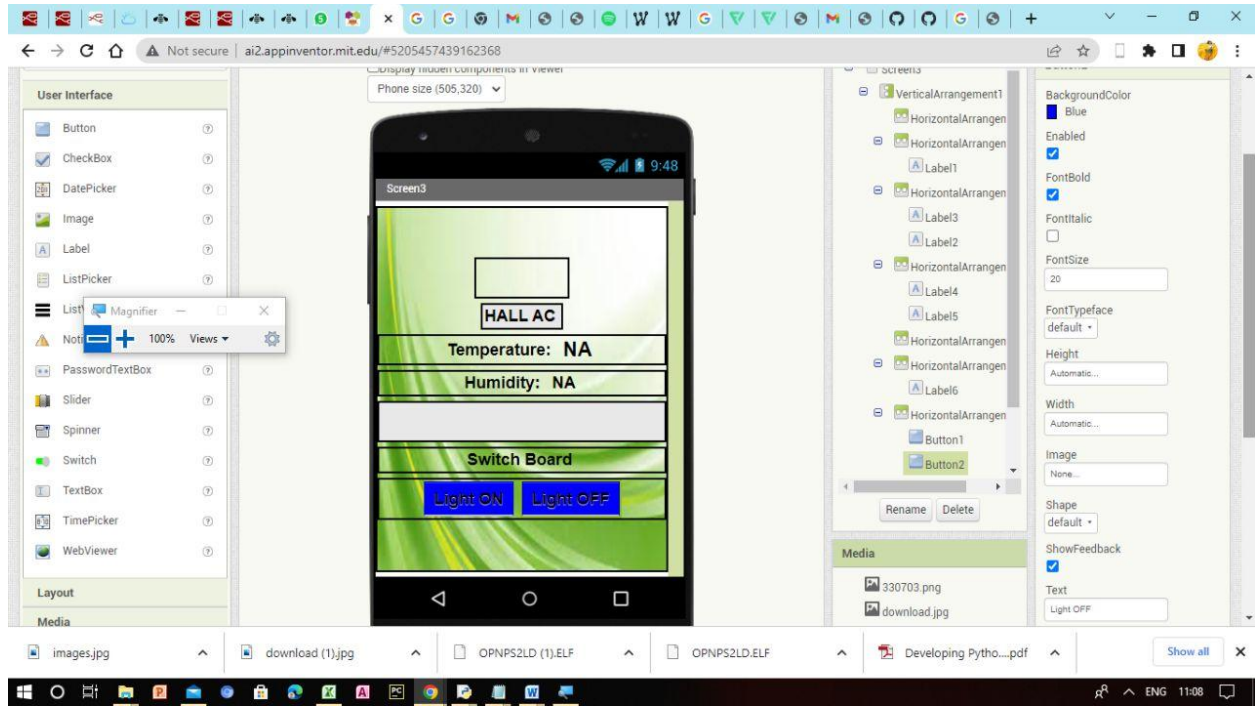 Not secure
ai2.appinventor.mit.edu/#5205457439162368
Display hidden components in Viewer
Phone size (505,320)
User Interface
Button
CheckBox
DatePicker
Image
Label
ListPicker
PasswordTextBox
Slider
Spinner
Switch
TextBox
TimePicker
WebViewer
Layout
Media
Magnifier
100%
Views
9:48
Screen3
HALL AC
Temperature: NA
Humidity: NA
Switch Board
Light ON
Light OFF
Screen3
VerticalArrangement1
HorizontalArrangen
HorizontalArrangen
Label1
HorizontalArrangen
Label3
Label2
HorizontalArrangen
Label4
Label5
HorizontalArrangen
HorizontalArrangen
Label6
HorizontalArrangen
Button1
Button2
Rename
Delete
Media
330703.png
download.jpg
BackgroundColor
Blue
Enabled
FontBold
FontItalic
FontSize
20
FontTypeface
default
Height
Automatic...
Width
Automatic...
Image
None...
Shape
default
ShowFeedback
Text
Light OFF
images.jpg
download (1).jpg
OPNPS2LD (1).ELF
OPNPS2LD.ELF
Developing Pytho....pdf
Show all
ENG
11:08